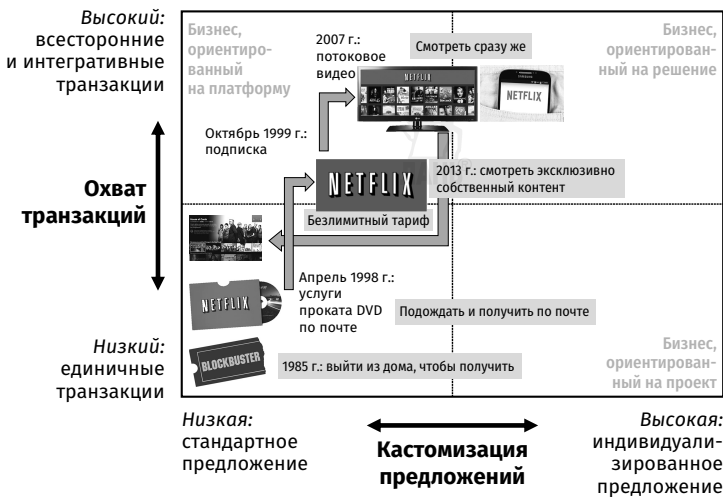 Высокий:
всесторонние
и интегративные
транзакции
Охват
транзакций
Низкий:
единичные
транзакции
Бизнес,
ориентиро-
ванный
на платформу
2007 г.:
потоковое
видео
Смотреть сразу же
Бизнес,
ориентирован-
ный на решение
NETFLIX
NETFLIX
Октябрь 1999 г.:
подписка
NETFLIX
2013 г.: смотреть эксклюзивно
собственный контент
Безлимитный тариф
NETFLIX
Апрель 1998 г.:
услуги
проката DVD
по почте
Подождать и получить по почте
BLOCKBUSTER
1985 г.: выйти из дома, чтобы получить
Бизнес,
ориентирован-
ный на проект
Низкая:
стандартное
предложение
Кастомизация
предложений
Высокая:
индивидуали-
зированное
предложение